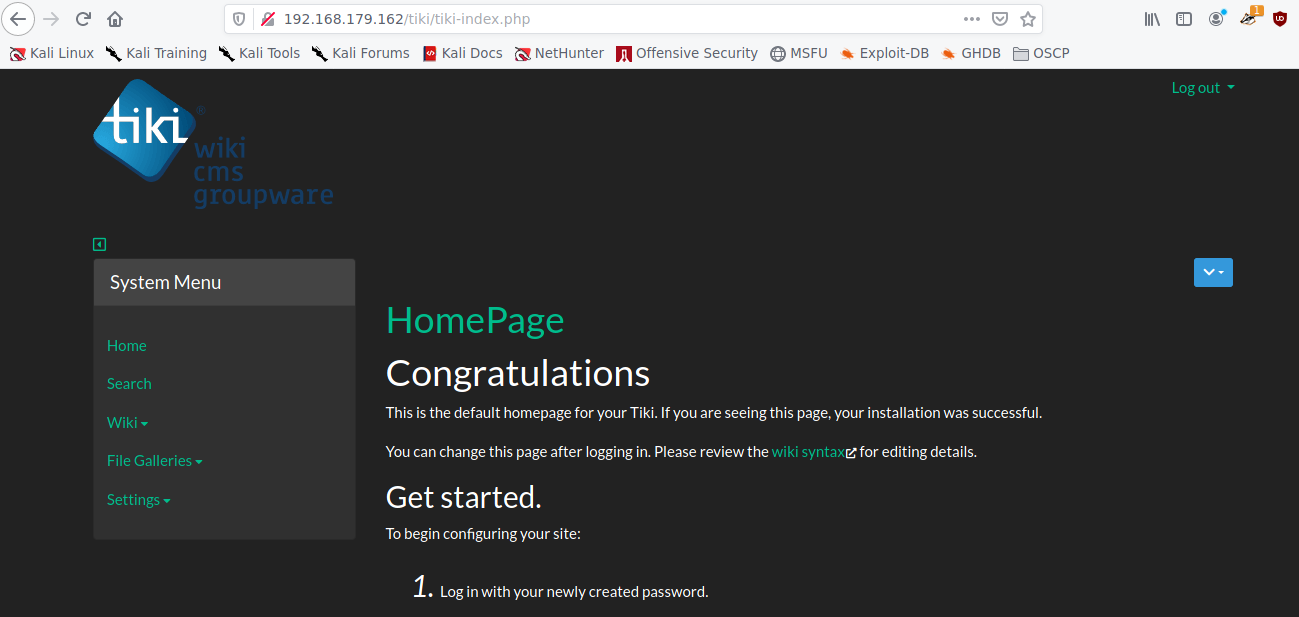 192.168.179.162/tiki/tiki-index.php
1
Kali Linux Kali Training Kali Tools Kali Forums Kali Docs NetHunter Offensive Security MSFU Exploit-DB GHDB OSCP
Log out
tiki ®
wiki
cms
groupware
System Menu
Home
Search
Wiki
File Galleries
Settings
HomePage
Congratulations
This is the default homepage for your Tiki. If you are seeing this page, your installation was successful.
You can change this page after logging in. Please review the wiki syntax for editing details.
Get started.
To begin configuring your site:
1. Log in with your newly created password.